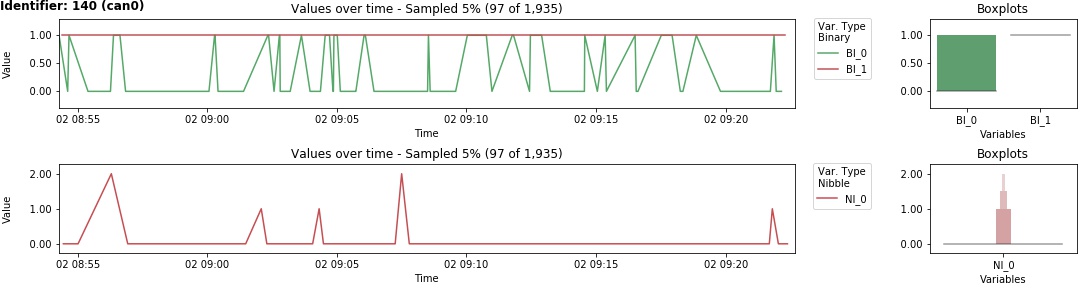 Identifier: 140 (can0)
Values over time - Sampled 5% (97 of 1,935)
Value
1.00
0.50
0.00
02 08:55
02 09:00
02 09:05
02 09:10
02 09:15
02 09:20
Time
Var. Type
Binary
BI_0
BI_1
Boxplots
1.00
0.50
0.00
BI_0
BI_1
Variables
Values over time - Sampled 5% (97 of 1,935)
Value
2.00
1.00
0.00
02 08:55
02 09:00
02 09:05
02 09:10
02 09:15
02 09:20
Time
Var. Type
Nibble
NI_0
Boxplots
2.00
1.00
0.00
NI_0
Variables